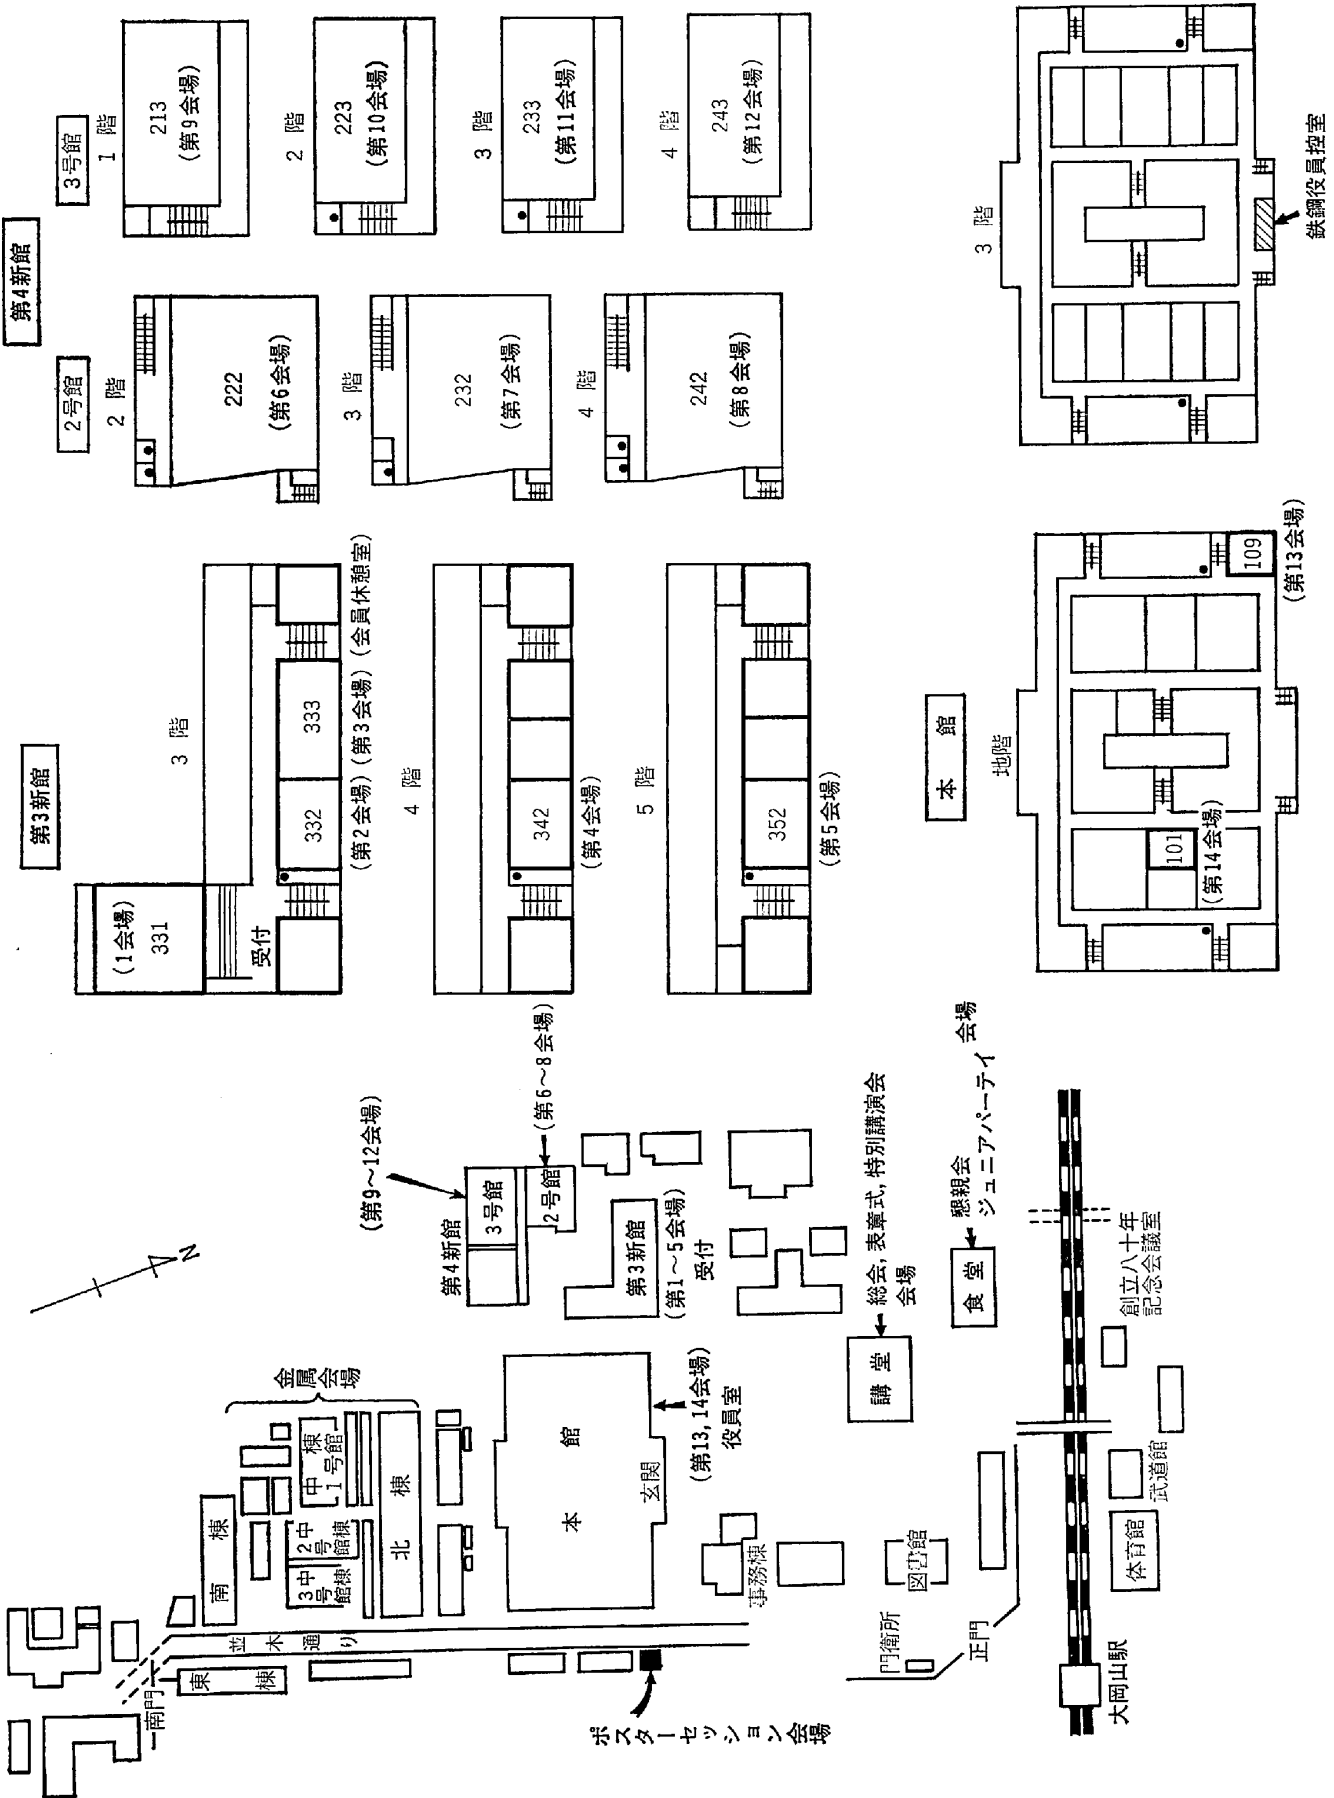 第4新館
3号館
1 階
213
(第9会場)
2 階
223
(第10会場)
3 階
233
(第11会場)
4 階
243
(第12会場)
2号館
2 階
222
(第6会場)
3 階
232
(第7会場)
4 階
242
(第8会場)
第3新館
3 階
(1会場)
331
受付
332
333
(第2会場)
(第3会場)
(会員休憩室)
4 階
342
(第4会場)
5 階
352
(第5会場)
本 館
地階
101
(第14会場)
109
(第13会場)
3 階
鉄鋼役員控室
N
(第9~12会場)
第4新館
3号館
2号館
(第6~8会場)
第3新館
(第1~5会場)
受付
金属会場
南 棟
中棟
1号館
中棟
2号館
中棟
3号館
北 棟
東 棟
並木通り
南門
本 館
玄関
(第13,14会場)
役員室
ポスターセッション会場
事務棟
図書館
門衛所
正門
講堂
総会,表章式,特別講演会
会場
食堂
懇親会
ジュニアパーティ
会場
創立八十年
記念会議室
武道館
体育館
大岡山駅